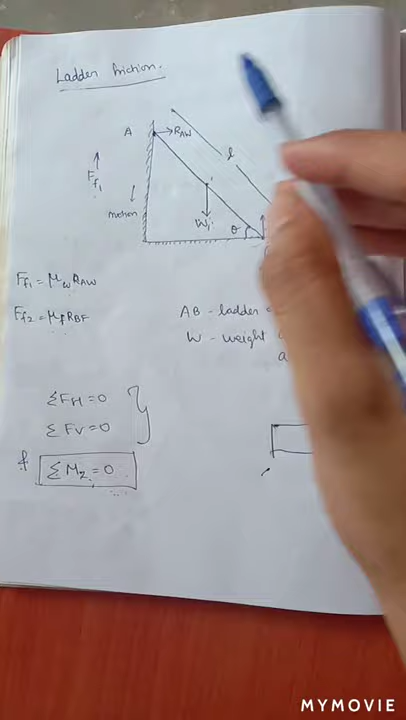 Ladder friction.
A
RAW
l
Ff1
motion
W
θ
Ff1 = μw RAW
Ff2 = μf RBF
AB - ladder
W - weight
a
ΣFH = 0
ΣFV = 0
& ΣMz = 0
MYMOVIE